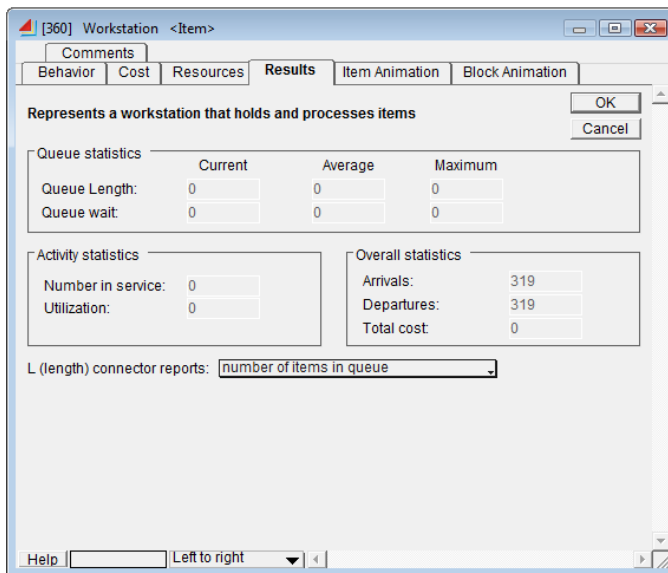 [360] Workstation <Item>
Comments
Behavior Cost Resources Results Item Animation Block Animation
Represents a workstation that holds and processes items
OK
Cancel
Queue statistics
Current Average Maximum
Queue Length: 0 0 0
Queue wait: 0 0 0
Activity statistics
Number in service: 0
Utilization: 0
Overall statistics
Arrivals: 319
Departures: 319
Total cost: 0
L (length) connector reports: number of items in queue
Help Left to right